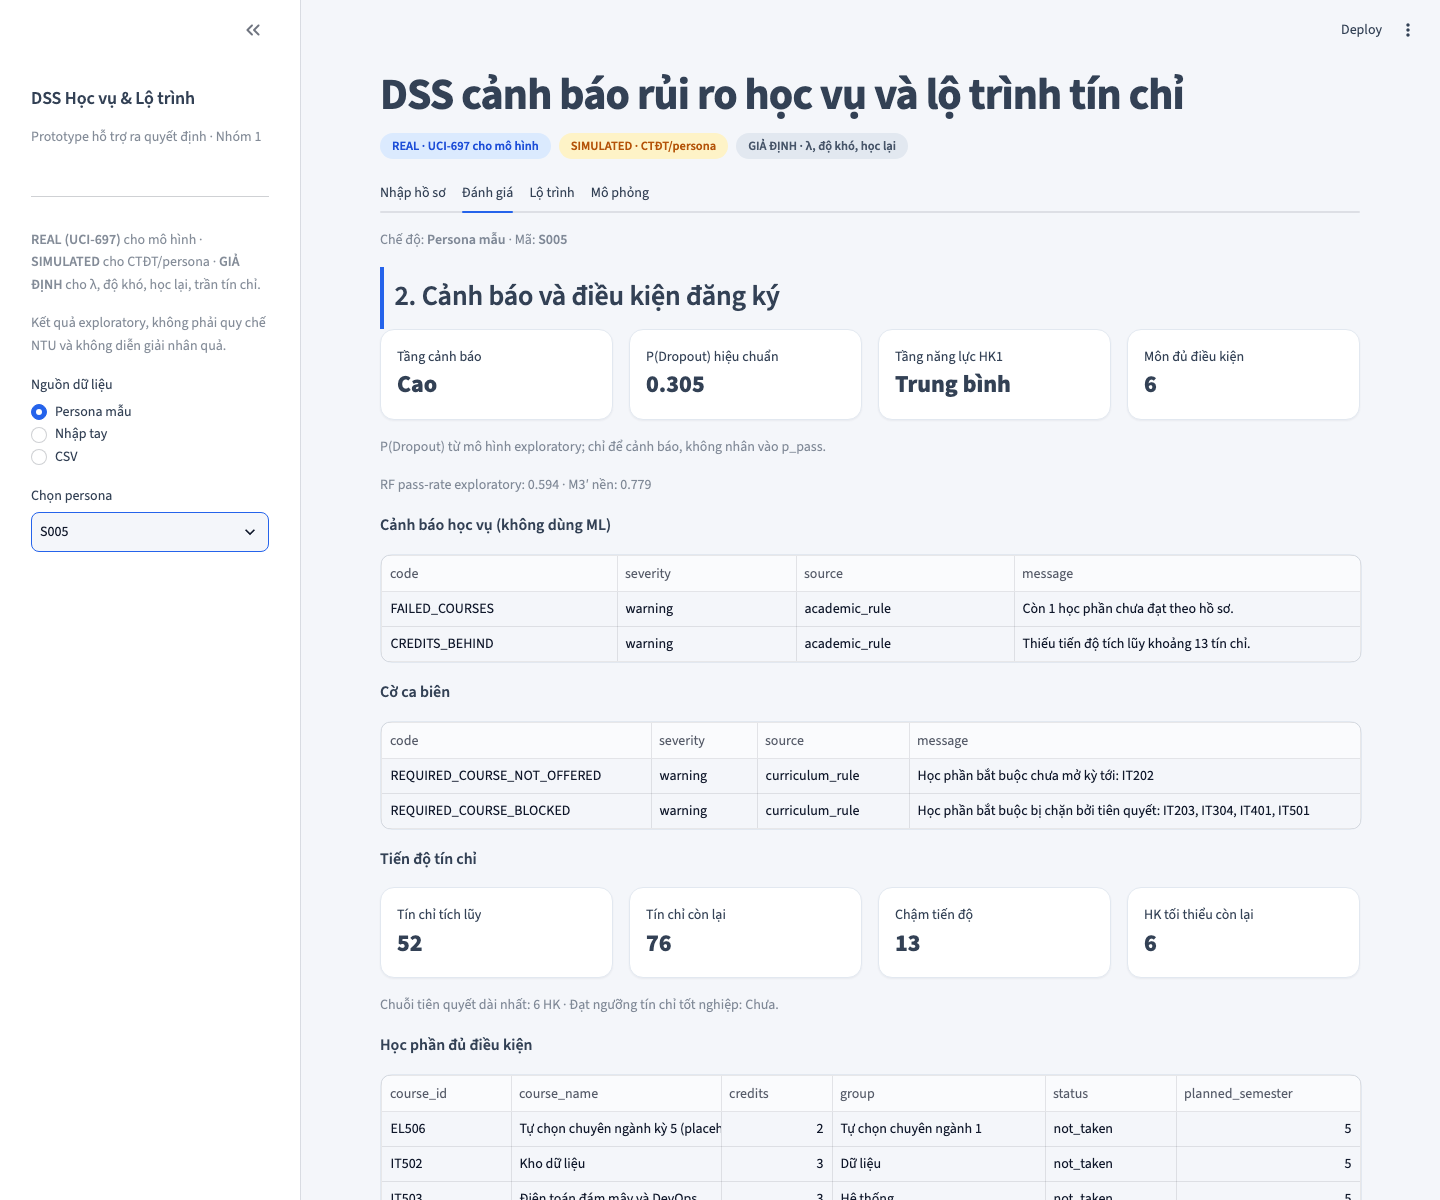 DSS Học vụ & Lộ trình
Prototype hỗ trợ ra quyết định · Nhóm 1
REAL (UCI-697) cho mô hình ·
SIMULATED cho CTĐT/persona · GIẢ
ĐỊNH cho λ, độ khó, học lại, trần tín chỉ.
Kết quả exploratory, không phải quy chế
NTU và không diễn giải nhân quả.
Nguồn dữ liệu
Persona mẫu
Nhập tay
CSV
Chọn persona
S005
Deploy
DSS cảnh báo rủi ro học vụ và lộ trình tín chỉ
REAL · UCI-697 cho mô hình SIMULATED · CTĐT/persona GIẢ ĐỊNH · λ, độ khó, học lại
Nhập hồ sơ Đánh giá Lộ trình Mô phỏng
Chế độ: Persona mẫu · Mã: S005
2. Cảnh báo và điều kiện đăng ký
Tầng cảnh báo P(Dropout) hiệu chuẩn Tầng năng lực HK1 Môn đủ điều kiện
Cao 0.305 Trung bình 6
P(Dropout) từ mô hình exploratory; chỉ để cảnh báo, không nhân vào p_pass.
RF pass-rate exploratory: 0.594 · M3′ nền: 0.779
Cảnh báo học vụ (không dùng ML)
code severity source message
FAILED_COURSES warning academic_rule Còn 1 học phần chưa đạt theo hồ sơ.
CREDITS_BEHIND warning academic_rule Thiếu tiến độ tích lũy khoảng 13 tín chỉ.
Cờ ca biên
code severity source message
REQUIRED_COURSE_NOT_OFFERED warning curriculum_rule Học phần bắt buộc chưa mở kỳ tới: IT202
REQUIRED_COURSE_BLOCKED warning curriculum_rule Học phần bắt buộc bị chặn bởi tiên quyết: IT203, IT304, IT401, IT501
Tiến độ tín chỉ
Tín chỉ tích lũy Tín chỉ còn lại Chậm tiến độ HK tối thiểu còn lại
52 76 13 6
Chuỗi tiên quyết dài nhất: 6 HK · Đạt ngưỡng tín chỉ tốt nghiệp: Chưa.
Học phần đủ điều kiện
course_id course_name credits group status planned_semester
EL506 Tự chọn chuyên ngành kỳ 5 (placeh 2 Tự chọn chuyên ngành 1 not_taken 5
IT502 Kho dữ liệu 3 Dữ liệu not_taken 5
IT503 Điện toán đám mây và DevOps 3 Hệ thống not_taken 5